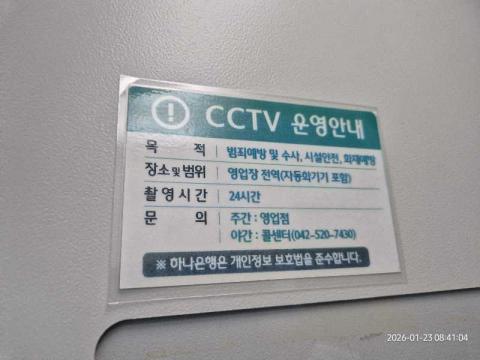 CCTV 운영안내
목 적 | 범죄예방 및 수사, 시설안전, 화재예방
장소 및 범위 | 영업장 전역(자동화기기 포함)
촬영시간 | 24시간
문 의 | 주간 : 영업점
야간 : 콜센터(042-520-7430)
※ 하나은행은 개인정보 보호법을 준수합니다.
2026-01-23 08:41:04